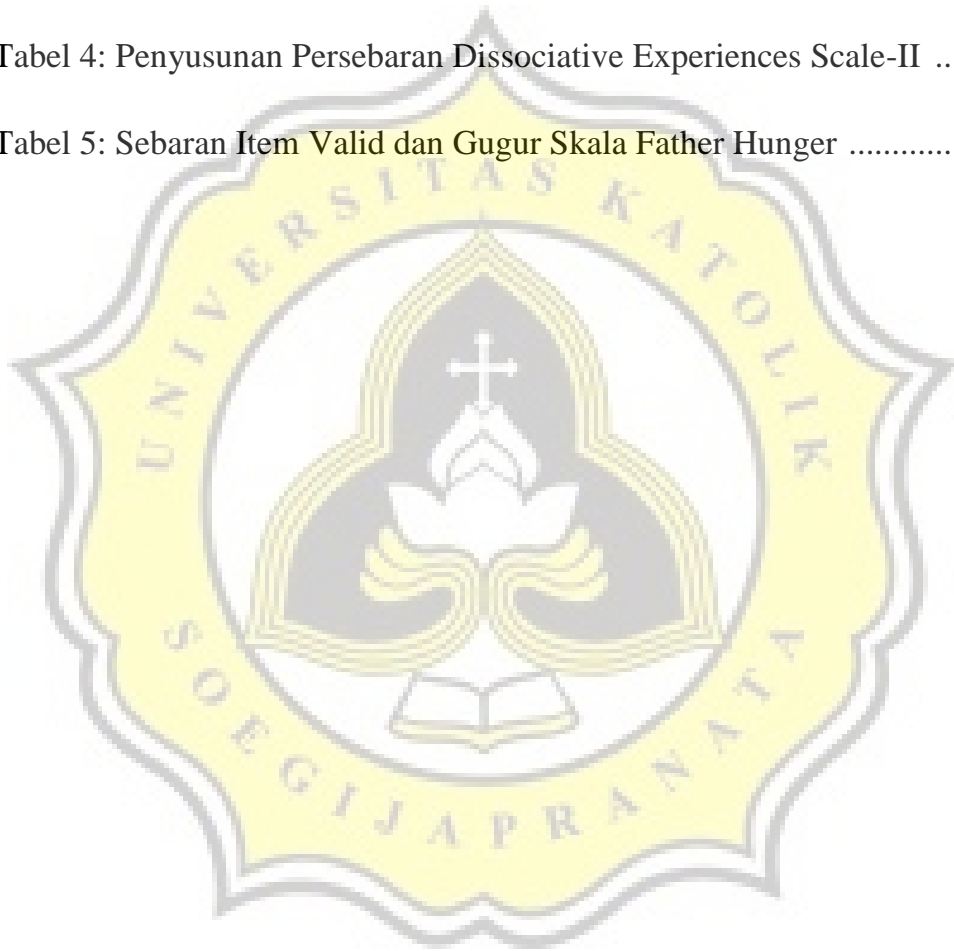 Tabel 4: Penyusunan Persebaran Dissociative Experiences Scale-II ..
Tabel 5: Sebaran Item Valid dan Gugur Skala Father Hunger ............
UNIVERSITAS KATOLIK
SOEGIJAPRANATA